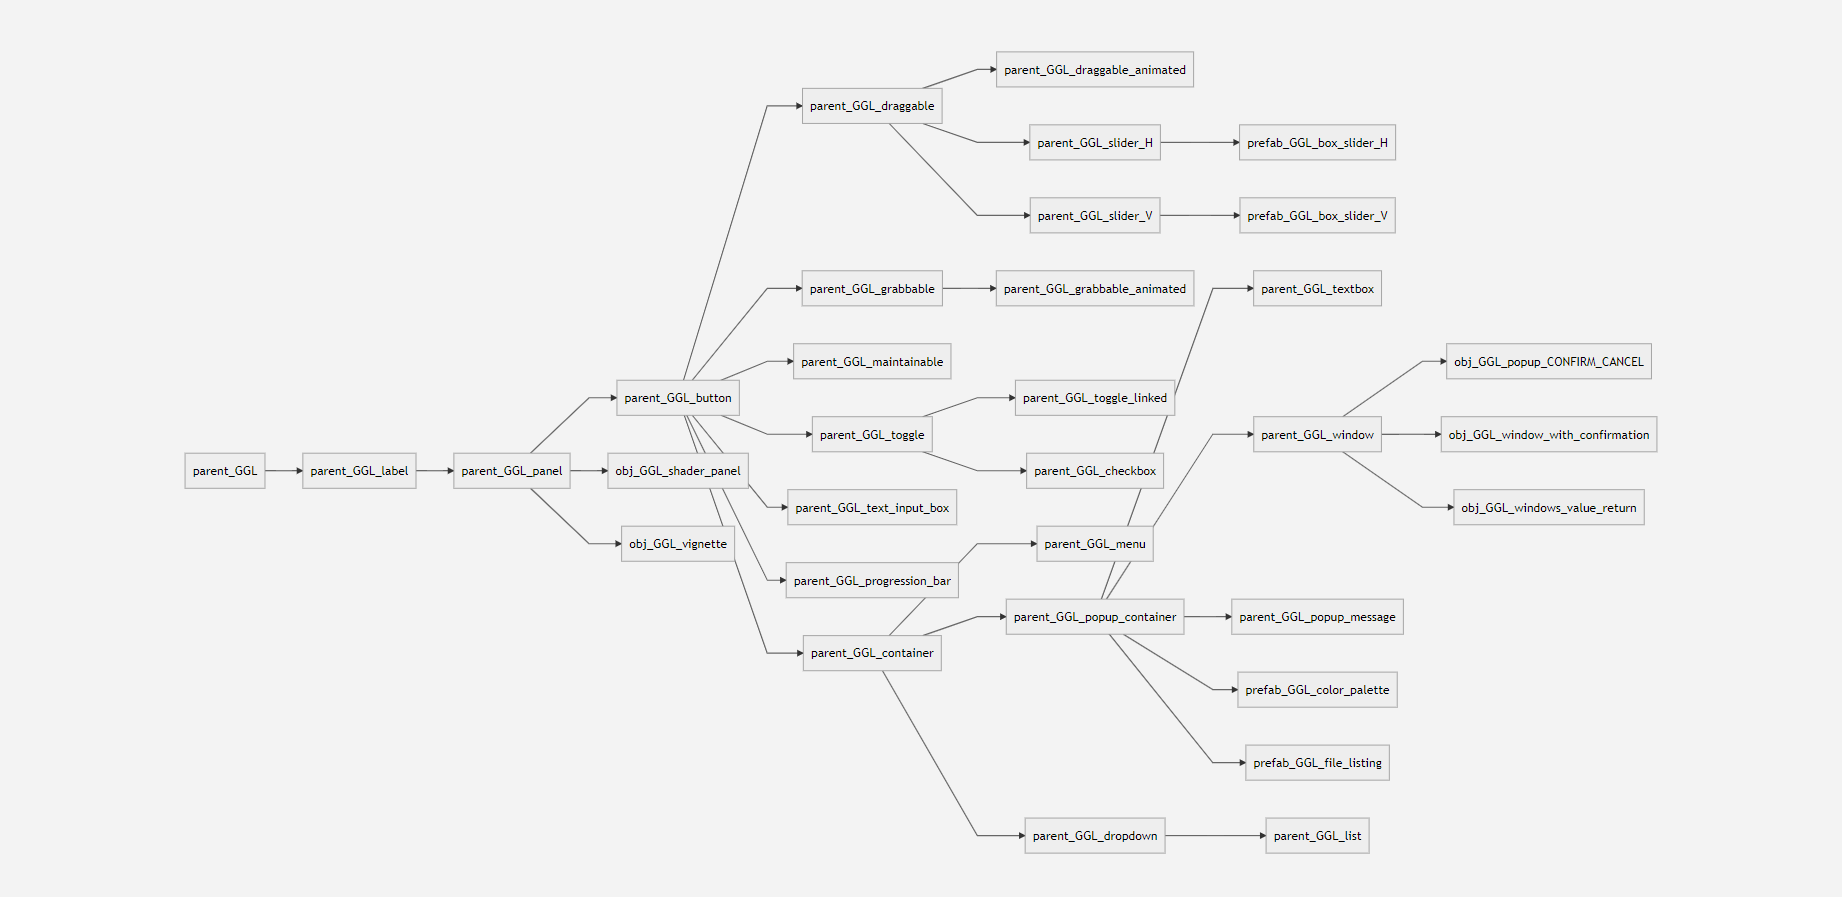 parent_GGL_draggable_animated
parent_GGL_draggable
parent_GGL_slider_H
prefab_GGL_box_slider_H
parent_GGL_slider_V
prefab_GGL_box_slider_V
parent_GGL_grabbable
parent_GGL_grabbable_animated
parent_GGL_textbox
parent_GGL_maintainable
obj_GGL_popup_CONFIRM_CANCEL
parent_GGL_button
parent_GGL_toggle_linked
parent_GGL_toggle
parent_GGL_window
obj_GGL_window_with_confirmation
parent_GGL
parent_GGL_label
parent_GGL_panel
obj_GGL_shader_panel
parent_GGL_checkbox
parent_GGL_text_input_box
obj_GGL_windows_value_return
obj_GGL_vignette
parent_GGL_menu
parent_GGL_progression_bar
parent_GGL_popup_container
parent_GGL_popup_message
parent_GGL_container
prefab_GGL_color_palette
prefab_GGL_file_listing
parent_GGL_dropdown
parent_GGL_list